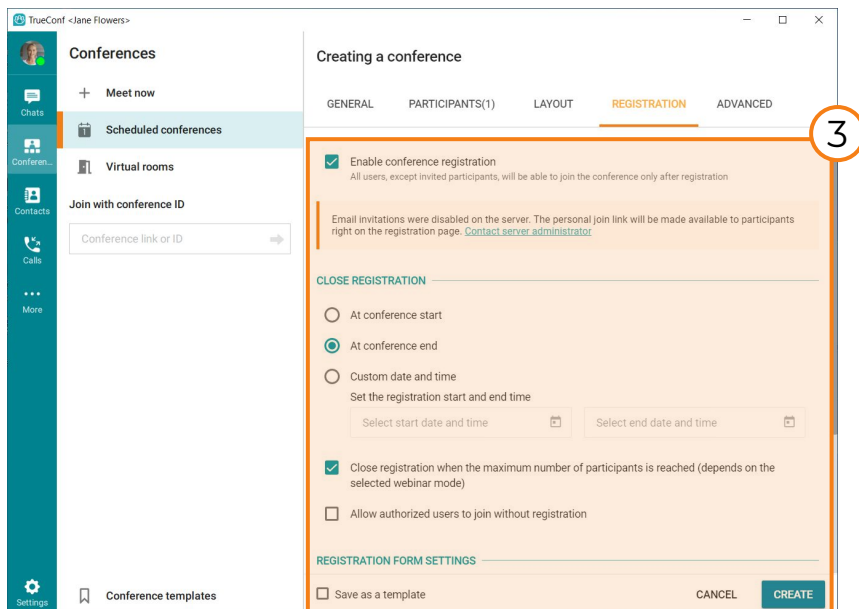 TrueConf <Jane Flowers>
Chats
Conferen...
Contacts
Calls
More
Settings
Conferences
Meet now
Scheduled conferences
Virtual rooms
Join with conference ID
Conference link or ID
Conference templates
Creating a conference
GENERAL PARTICIPANTS(1) LAYOUT REGISTRATION ADVANCED
3
Enable conference registration
All users, except invited participants, will be able to join the conference only after registration
Email invitations were disabled on the server. The personal join link will be made available to participants
right on the registration page. Contact server administrator
CLOSE REGISTRATION
At conference start
At conference end
Custom date and time
Set the registration start and end time
Select start date and time Select end date and time
Close registration when the maximum number of participants is reached (depends on the
selected webinar mode)
Allow authorized users to join without registration
REGISTRATION FORM SETTINGS
Save as a template CANCEL CREATE